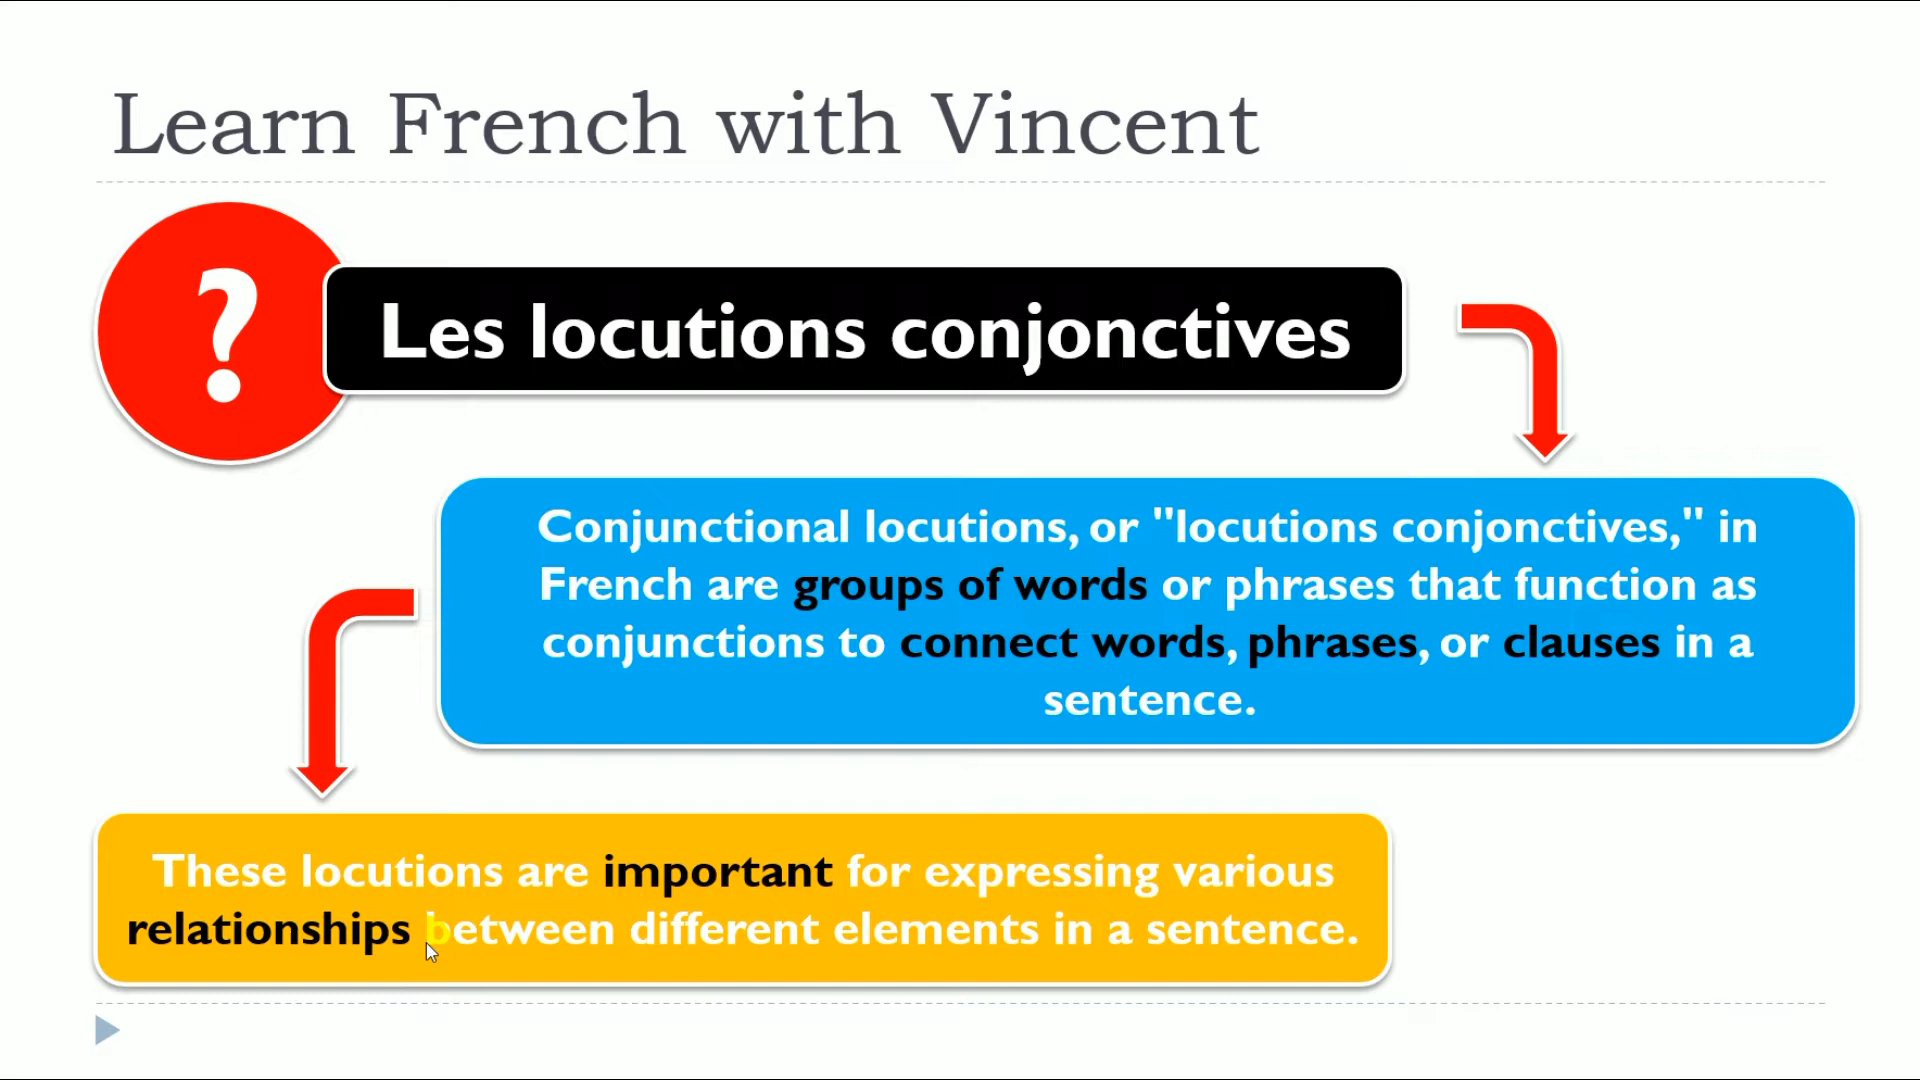 Learn French with Vincent
?
Les locutions conjonctives
Conjunctional locutions, or "locutions conjonctives," in
French are groups of words or phrases that function as
conjunctions to connect words, phrases, or clauses in a
sentence.
These locutions are important for expressing various
relationships between different elements in a sentence.